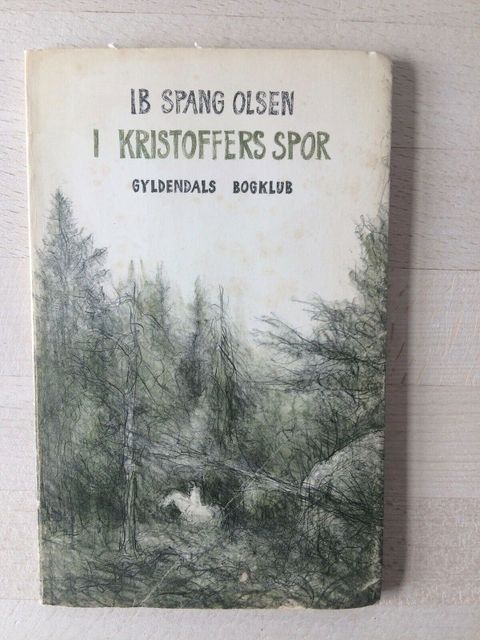 IB SPANG OLSEN
I KRISTOFFERS SPOR
GYLDENDALS BOGKLUB